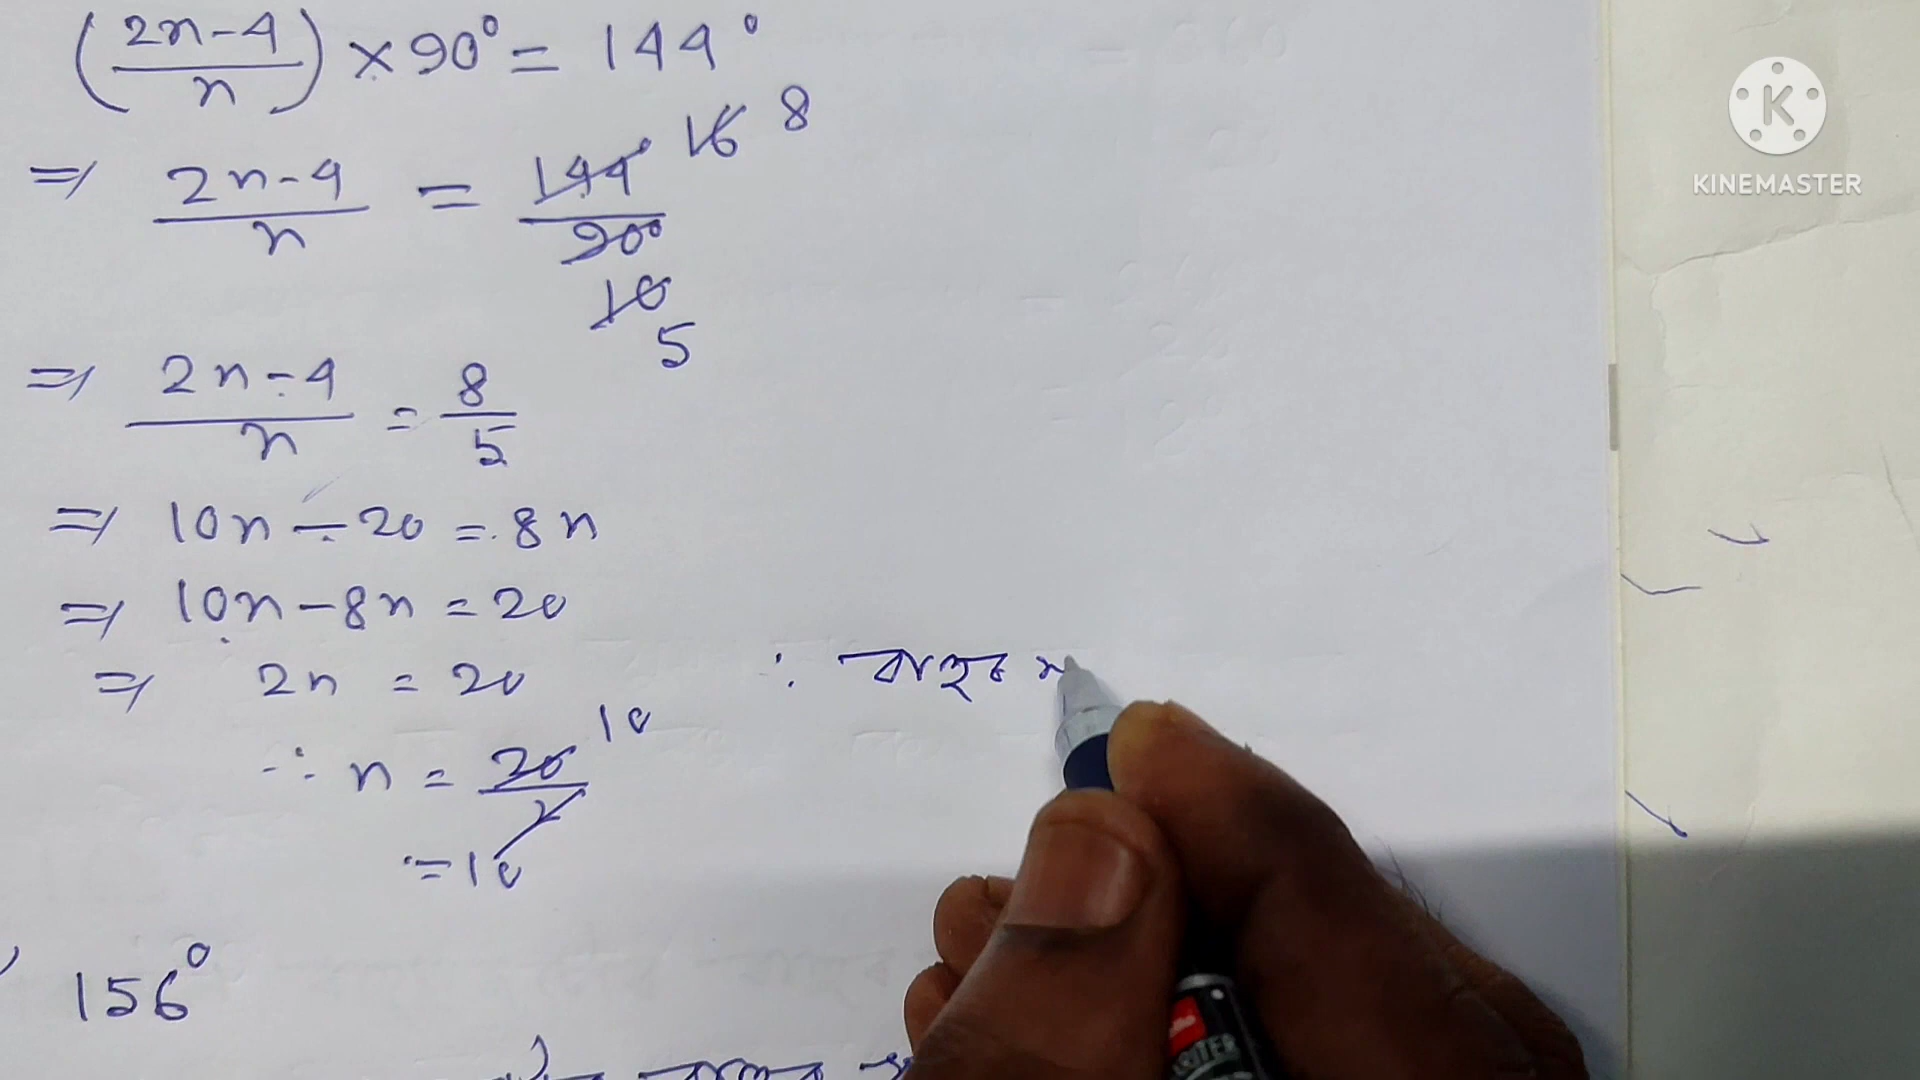 (2n-4/n) × 90° = 144°
⇒ 2n-4/n = 144°/90° 16 8
10
5
⇒ 2n-4/n = 8/5
⇒ 10n - 20 = 8n
⇒ 10n - 8n = 20
⇒ 2n = 20
∴ n = 20/2 10
= 10
∴ বাহুর
156°
K
KINEMASTER